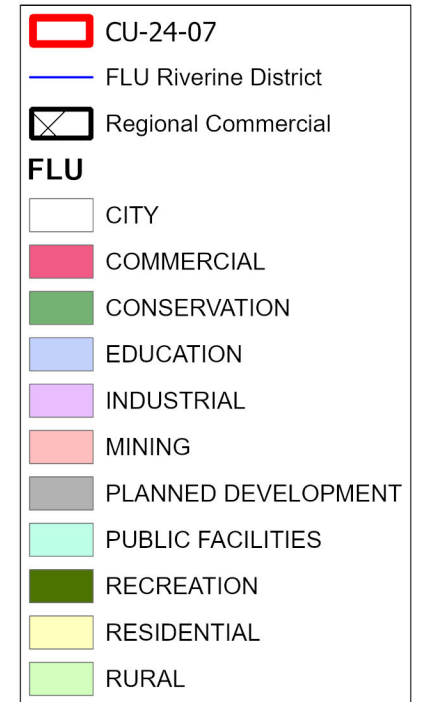 CU-24-07
FLU Riverine District
Regional Commercial
FLU
CITY
COMMERCIAL
CONSERVATION
EDUCATION
INDUSTRIAL
MINING
PLANNED DEVELOPMENT
PUBLIC FACILITIES
RECREATION
RESIDENTIAL
RURAL